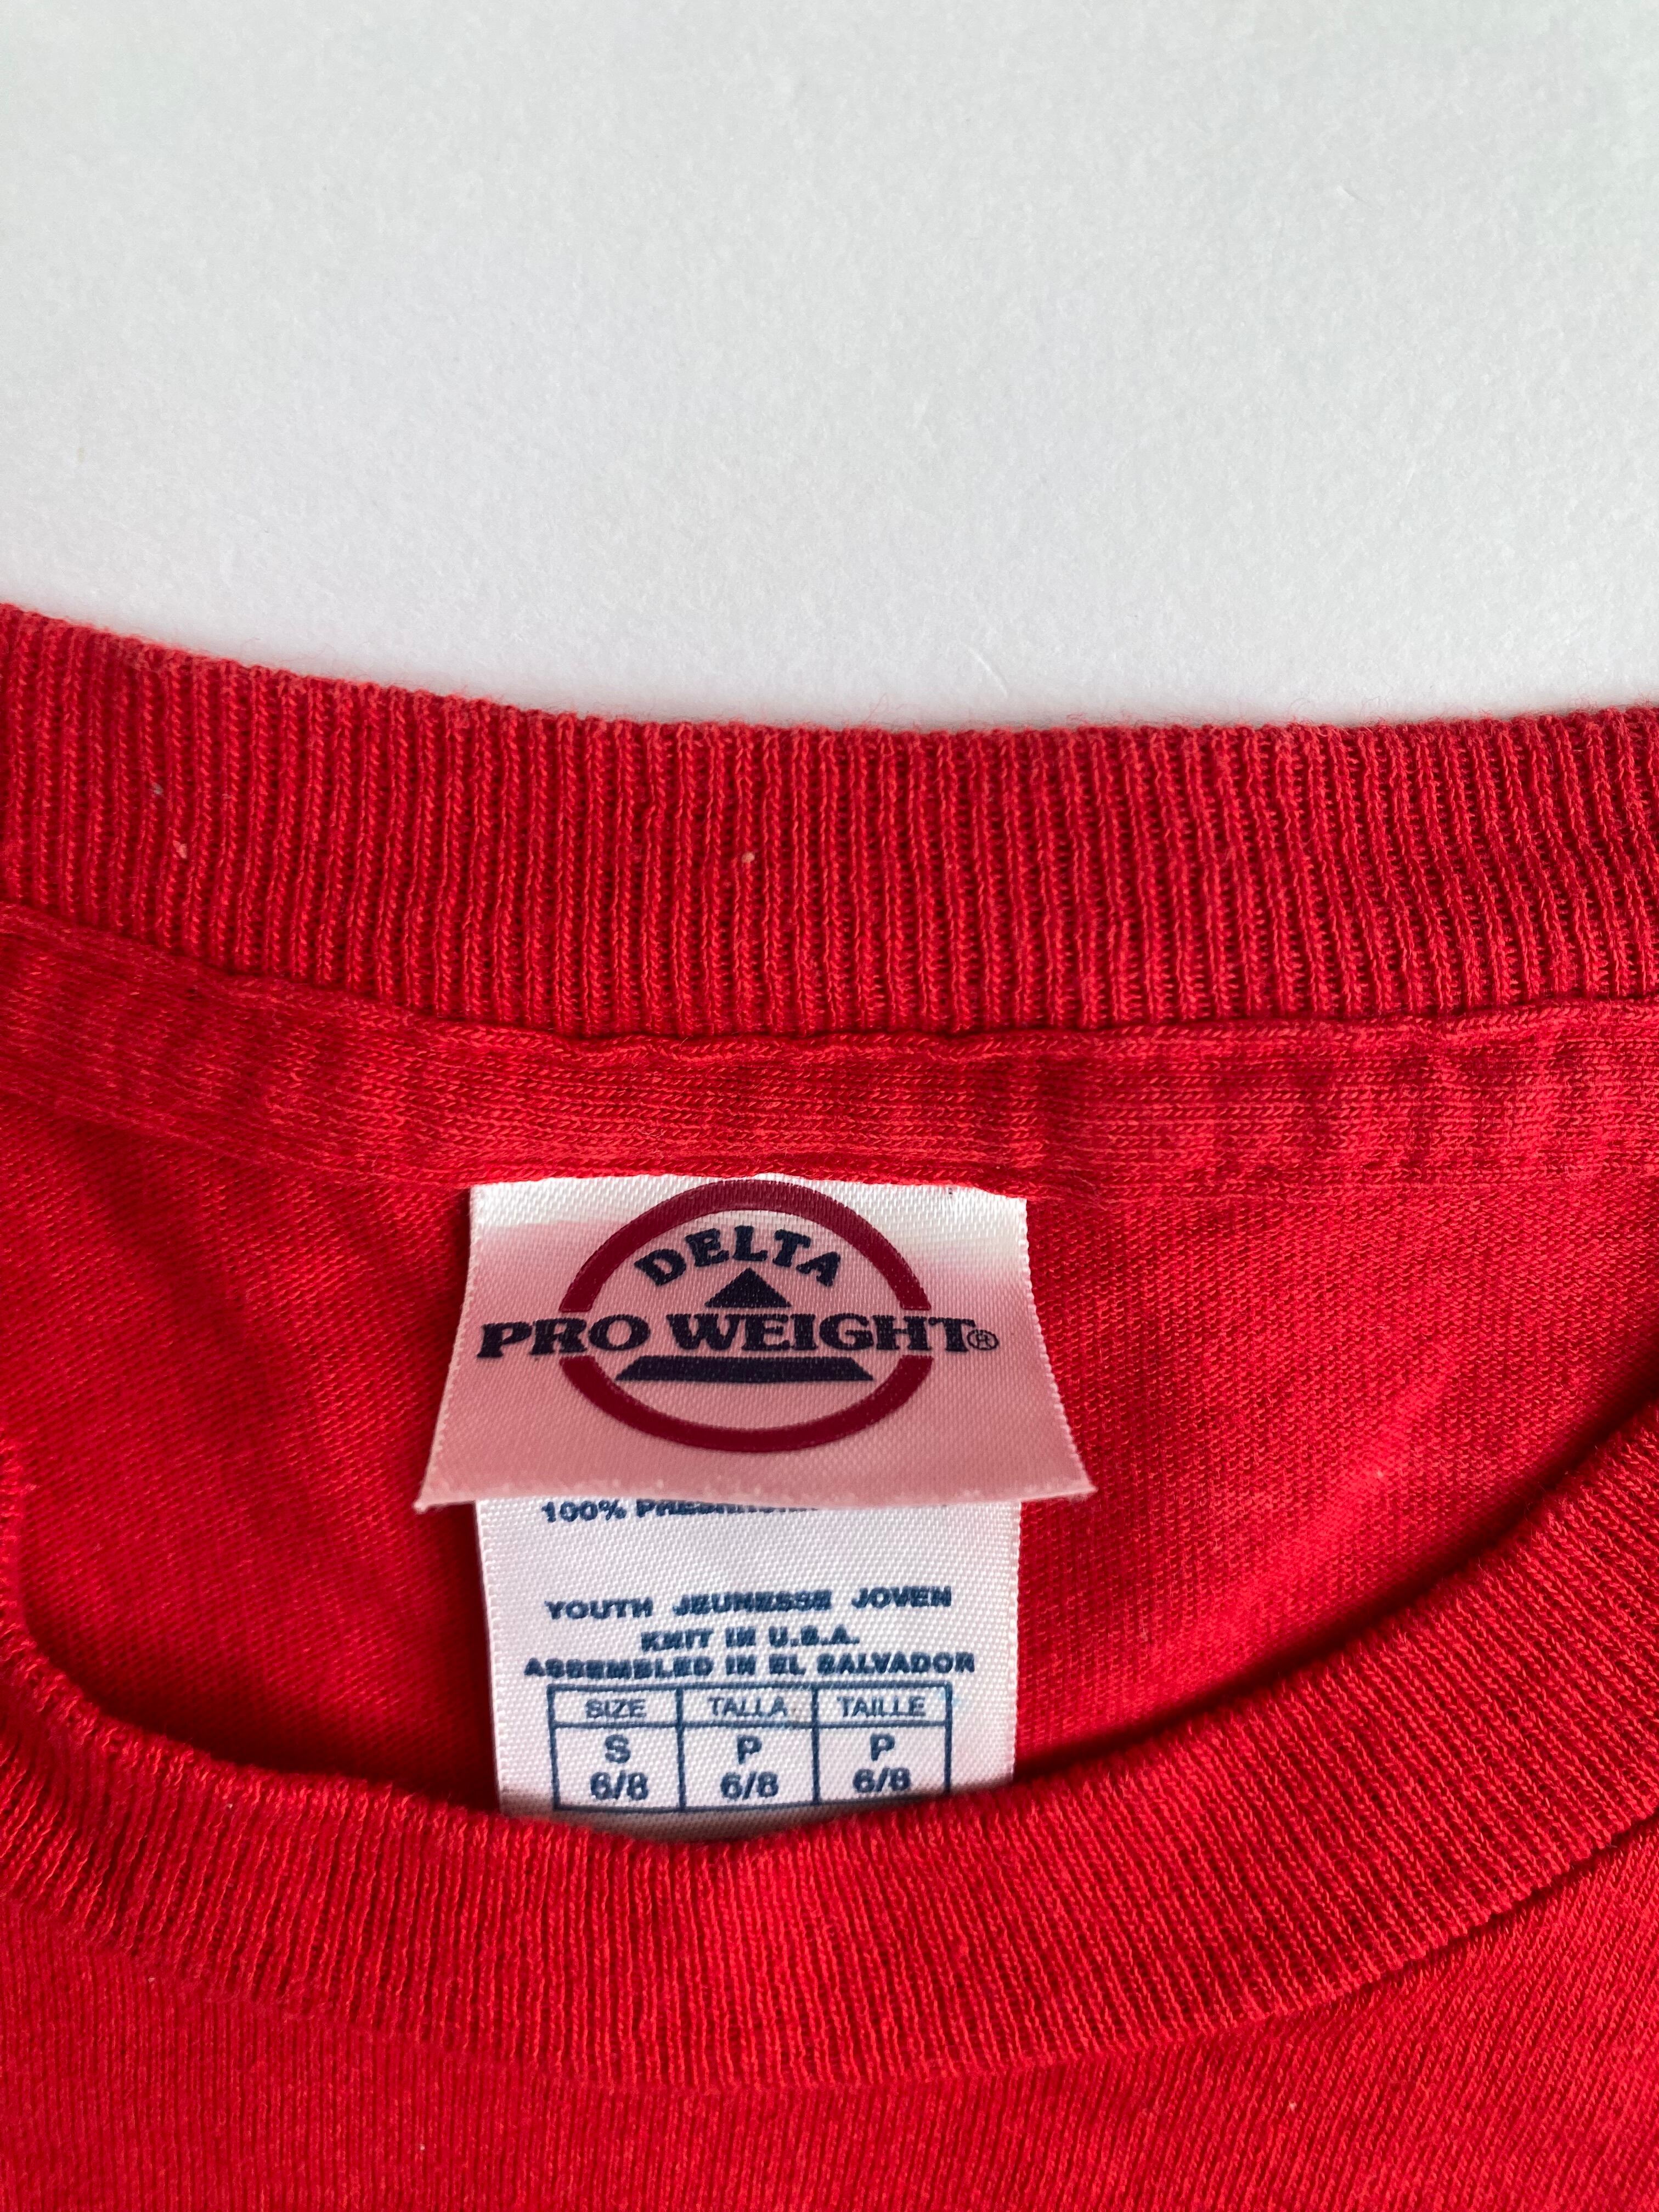 DELTA
PRO WEIGHT®
100%
YOUTH JEUNESSE JOVEN
KNIT IN U.S.A.
ASSEMBLED IN EL SALVADOR
SIZE TALLA TAILLE
S P P
6/8 6/8 6/8